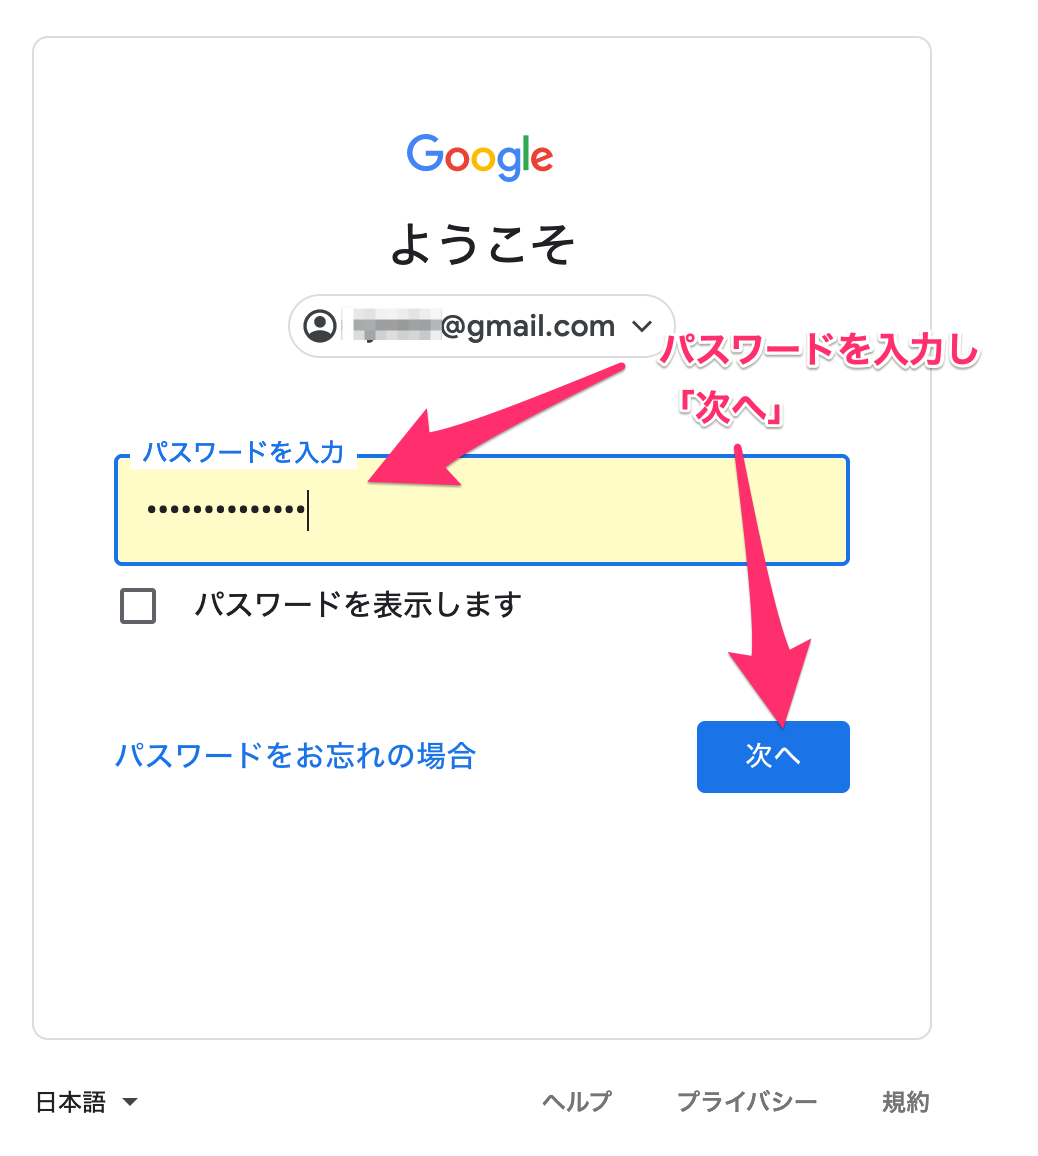 Google
ようこそ
@gmail.com
パスワードを入力し
「次へ」
パスワードを入力
••••••••••••••
パスワードを表示します
パスワードをお忘れの場合
次へ
日本語
ヘルプ
プライバシー
規約